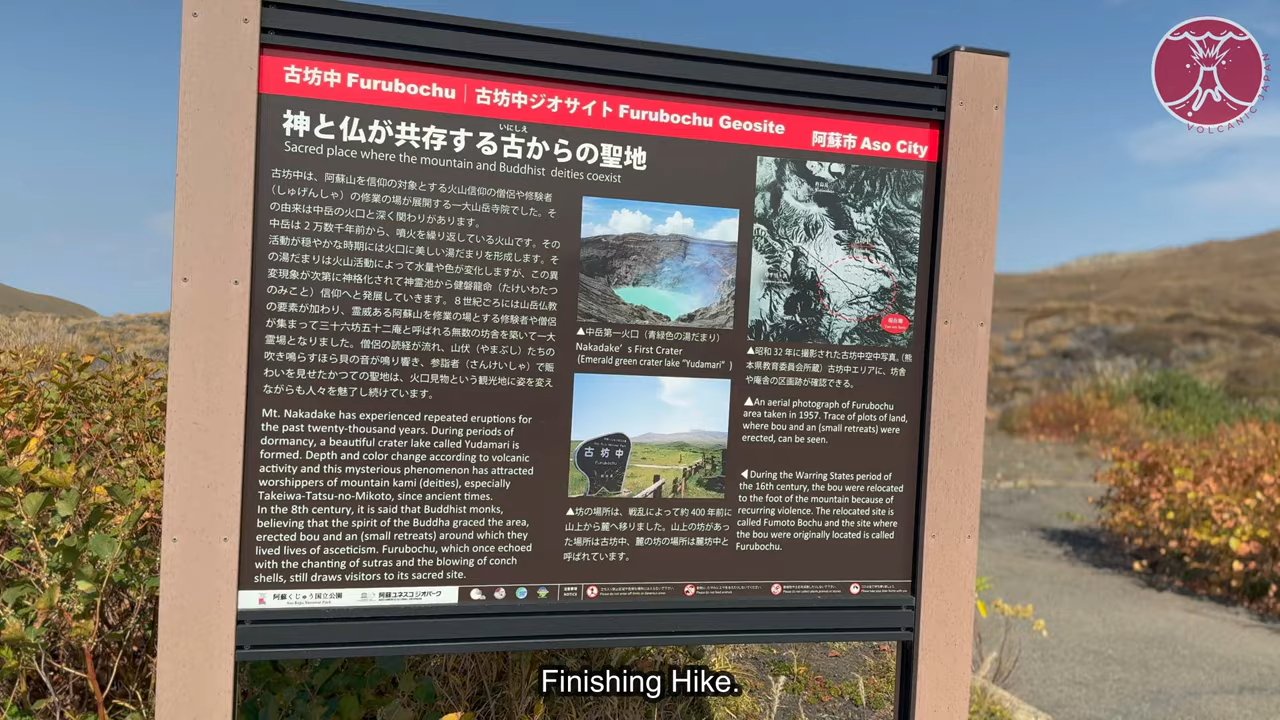 古坊中 Furubochu | 古坊中ジオサイト Furubochu Geosite
阿蘇市 Aso City
いにしえ
神と仏が共存する古からの聖地
Sacred place where the mountain and Buddhist deities coexist
古坊中は、阿蘇山を信仰の対象とする火山信仰の僧侶や修験者
（しゅげんしゃ）の修業の場が展開する一大山岳寺院でした。そ
の由来は中岳の火口と深く関わりがあります。
中岳は２万数千年前から、噴火を繰り返している火山です。その
活動が穏やかな時期には火口に美しい湯だまりを形成します。そ
の湯だまりは火山活動によって水量や色が変化しますが、この異
変現象が次第に神格化されて神霊池から健磐龍命（たけいわたつ
のみこと）信仰へと発展していきます。８世紀ごろには山岳仏教
の要素が加わり、霊威ある阿蘇山を修業の場とする修験者や僧侶
が集まって三十六坊五十二庵と呼ばれる無数の坊舎を築いて一大
霊場となりました。僧侶の読経が流れ、山伏（やまぶし）たちの
吹き鳴らすほら貝の音が鳴り響き、参詣者（さんけいしゃ）で賑
わいを見せたかつての聖地は、火口見物という観光地に姿を変え
ながらも人々を魅了し続けています。
Mt. Nakadake has experienced repeated eruptions for
the past twenty-thousand years. During periods of
dormancy, a beautiful crater lake called Yudamari is
formed. Depth and color change according to volcanic
activity and this mysterious phenomenon has attracted
worshippers of mountain kami (deities), especially
Takeiwa-Tatsu-no-Mikoto, since ancient times.
In the 8th century, it is said that Buddhist monks,
believing that the spirit of the Buddha graced the area,
erected bou and an (small retreats) around which they
lived lives of asceticism. Furubochu, which once echoed
with the chanting of sutras and the blowing of conch
shells, still draws visitors to its sacred site.
▲中岳第一火口（青緑色の湯だまり）
Nakadake’s First Crater
(Emerald green crater lake “Yudamari” )
古坊中
Furubochu
▲坊の場所は、戦乱によって約 400 年前に
山上から麓へ移りました。山上の坊があっ
た場所は古坊中、麓の坊の場所は麓坊中と
呼ばれています。
▲昭和 32 年に撮影された古坊中空中写真。（熊
本県教育委員会所蔵）古坊中エリアに、坊舎
や庵舎の区画跡が確認できる。
▲An aerial photograph of Furubochu
area taken in 1957. Trace of plots of land,
where bou and an (small retreats) were
erected, can be seen.
◀During the Warring States period of
the 16th century, the bou were relocated
to the foot of the mountain because of
recurring violence. The relocated site is
called Fumoto Bochu and the site where
the bou were originally located is called
Furubochu.
阿蘇くじゅう国立公園
Aso Kuju National Park
阿蘇ユネスコ ジオパーク
NOTICE
VOLCANIC JAPAN
Finishing Hike.